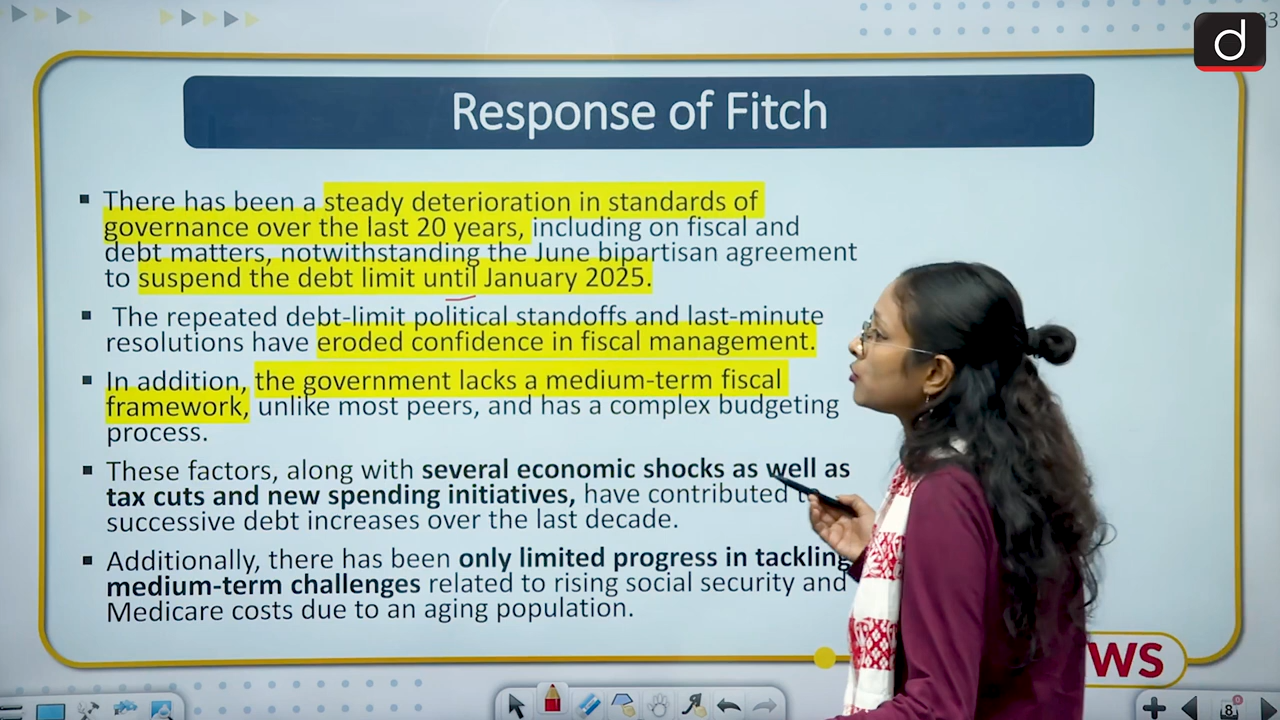 33
d
Response of Fitch
▪ There has been a steady deterioration in standards of
governance over the last 20 years, including on fiscal and
debt matters, notwithstanding the June bipartisan agreement
to suspend the debt limit until January 2025.
▪ The repeated debt-limit political standoffs and last-minute
resolutions have eroded confidence in fiscal management.
▪ In addition, the government lacks a medium-term fiscal
framework, unlike most peers, and has a complex budgeting
process.
▪ These factors, along with several economic shocks as well as
tax cuts and new spending initiatives, have contributed
successive debt increases over the last decade.
▪ Additionally, there has been only limited progress in tackling
medium-term challenges related to rising social security and
Medicare costs due to an aging population.
WS
8